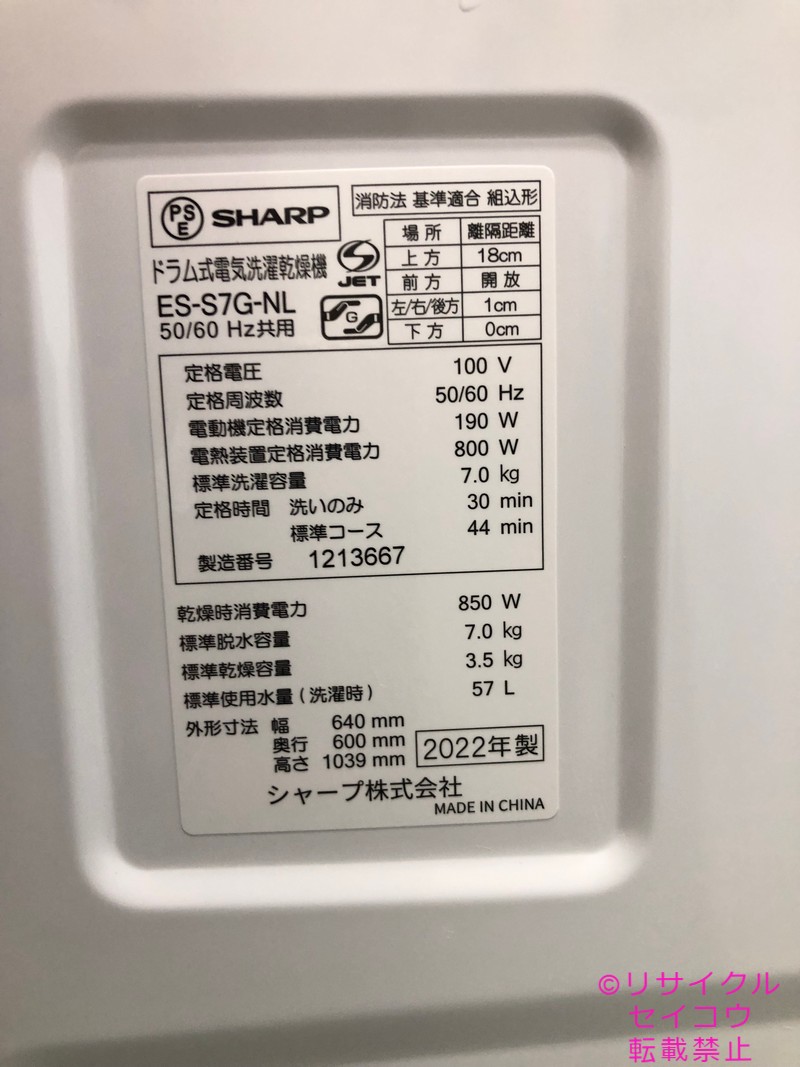 PSE SHARP
消防法 基準適合 組込形
場所 離隔距離
上方 18cm
前方 開放
左/右/後方 1cm
下方 0cm
ドラム式電気洗濯乾燥機
S JET
ES-S7G-NL
G
50/60 Hz共用
定格電圧 100 V
定格周波数 50/60 Hz
電動機定格消費電力 190 W
電熱装置定格消費電力 800 W
標準洗濯容量 7.0 kg
定格時間 洗いのみ 30 min
標準コース 44 min
製造番号 1213667
乾燥時消費電力 850 W
標準脱水容量 7.0 kg
標準乾燥容量 3.5 kg
標準使用水量(洗濯時) 57 L
外形寸法 幅 640 mm
奥行 600 mm
高さ 1039 mm
2022年製
シャープ株式会社
MADE IN CHINA
©リサイクル
セイコウ
転載禁止